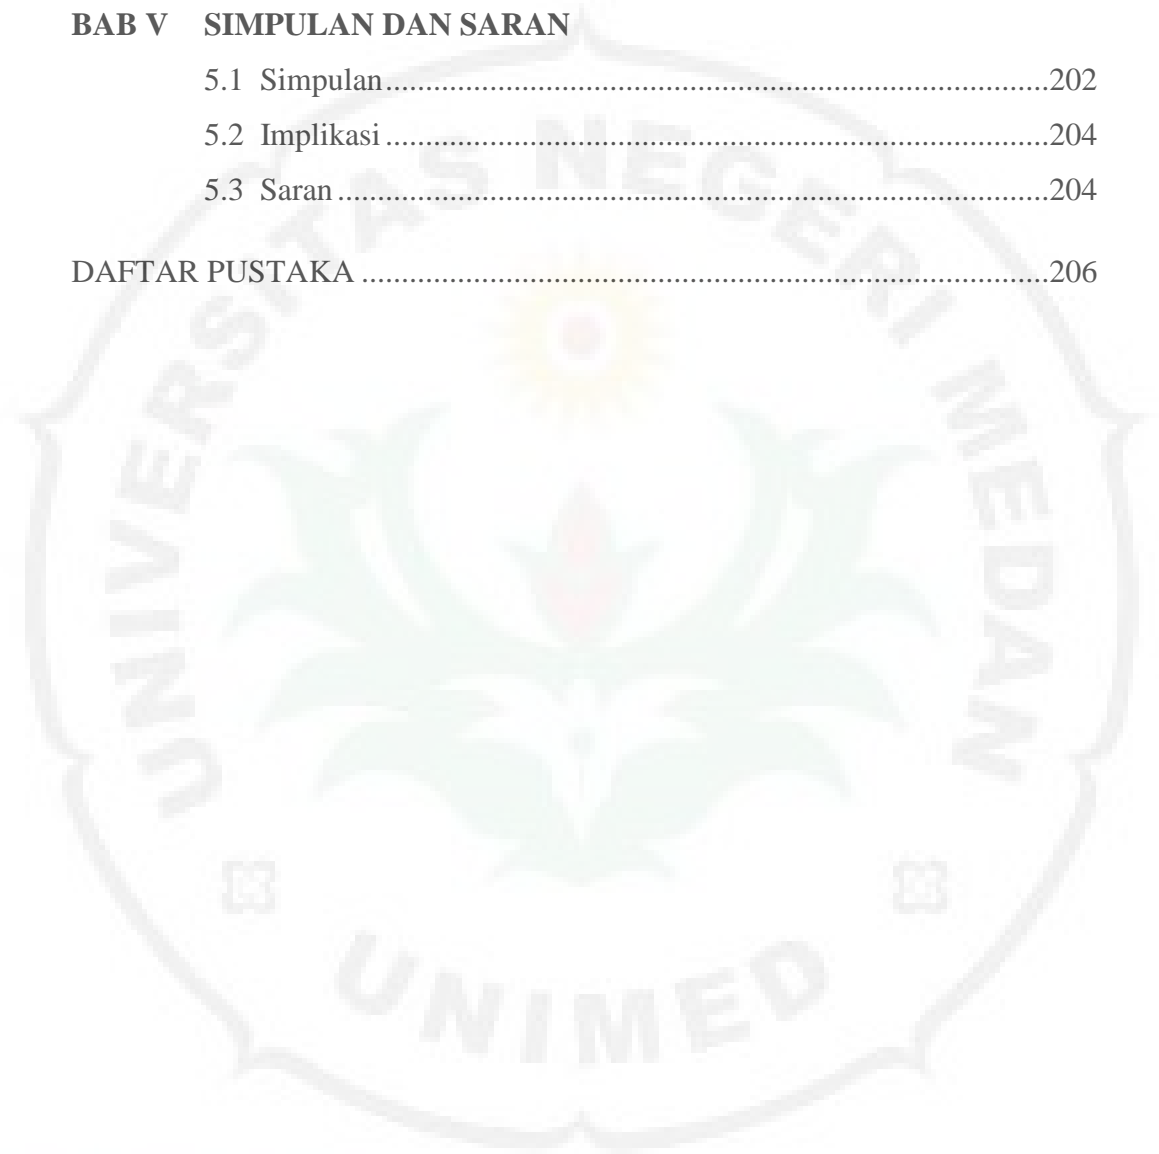 BAB V SIMPULAN DAN SARAN
5.1 Simpulan....................................................................................202
5.2 Implikasi....................................................................................204
5.3 Saran..........................................................................................204
DAFTAR PUSTAKA.......................................................................................206
UNIVERSITAS NEGERI MEDAN
UNIMED